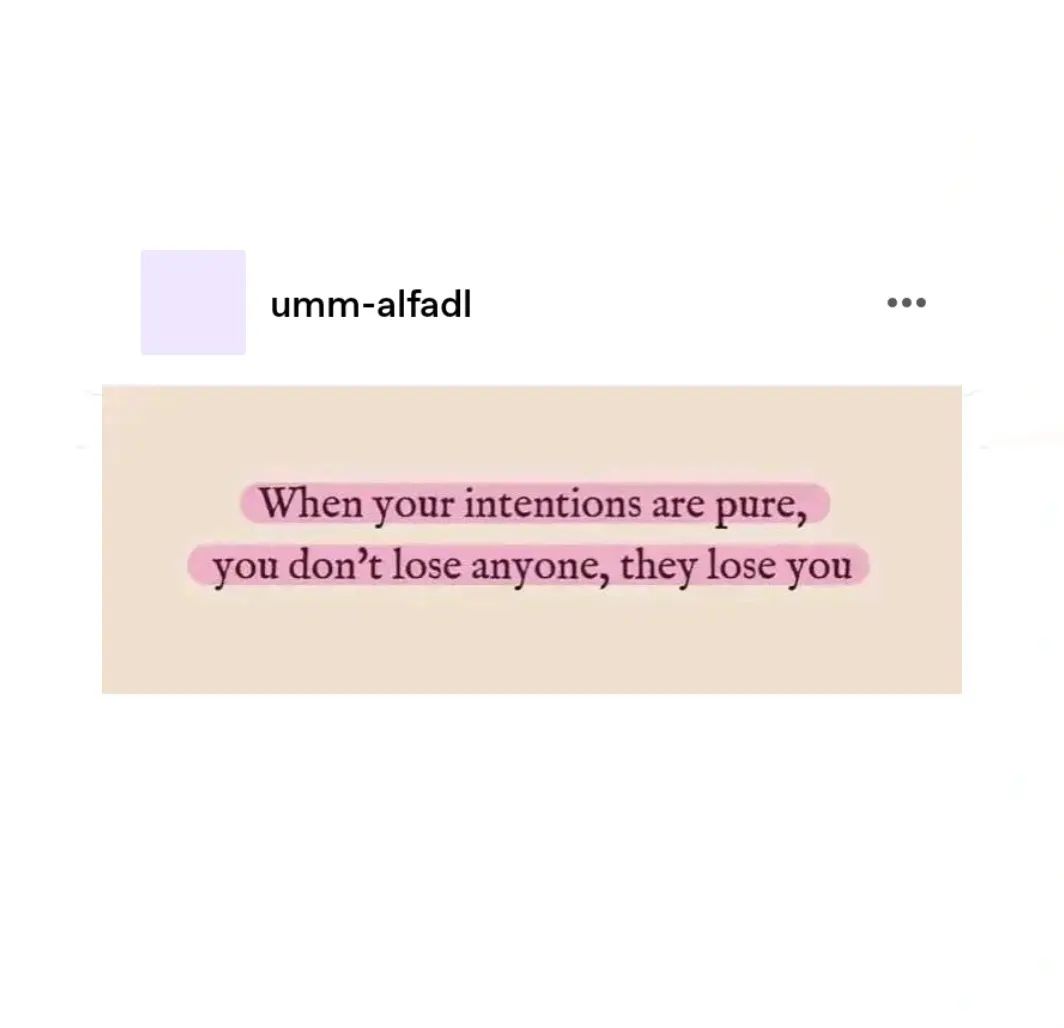 umm-alfadl
When your intentions are pure,
you don’t lose anyone, they lose you